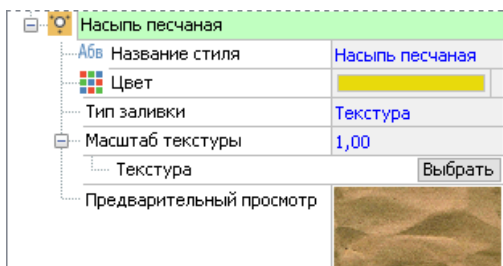 Насыпь песчаная
Абв Название стиля Насыпь песчаная
Цвет
Тип заливки Текстура
Масштаб текстуры 1,00
Текстура Выбрать
Предварительный просмотр